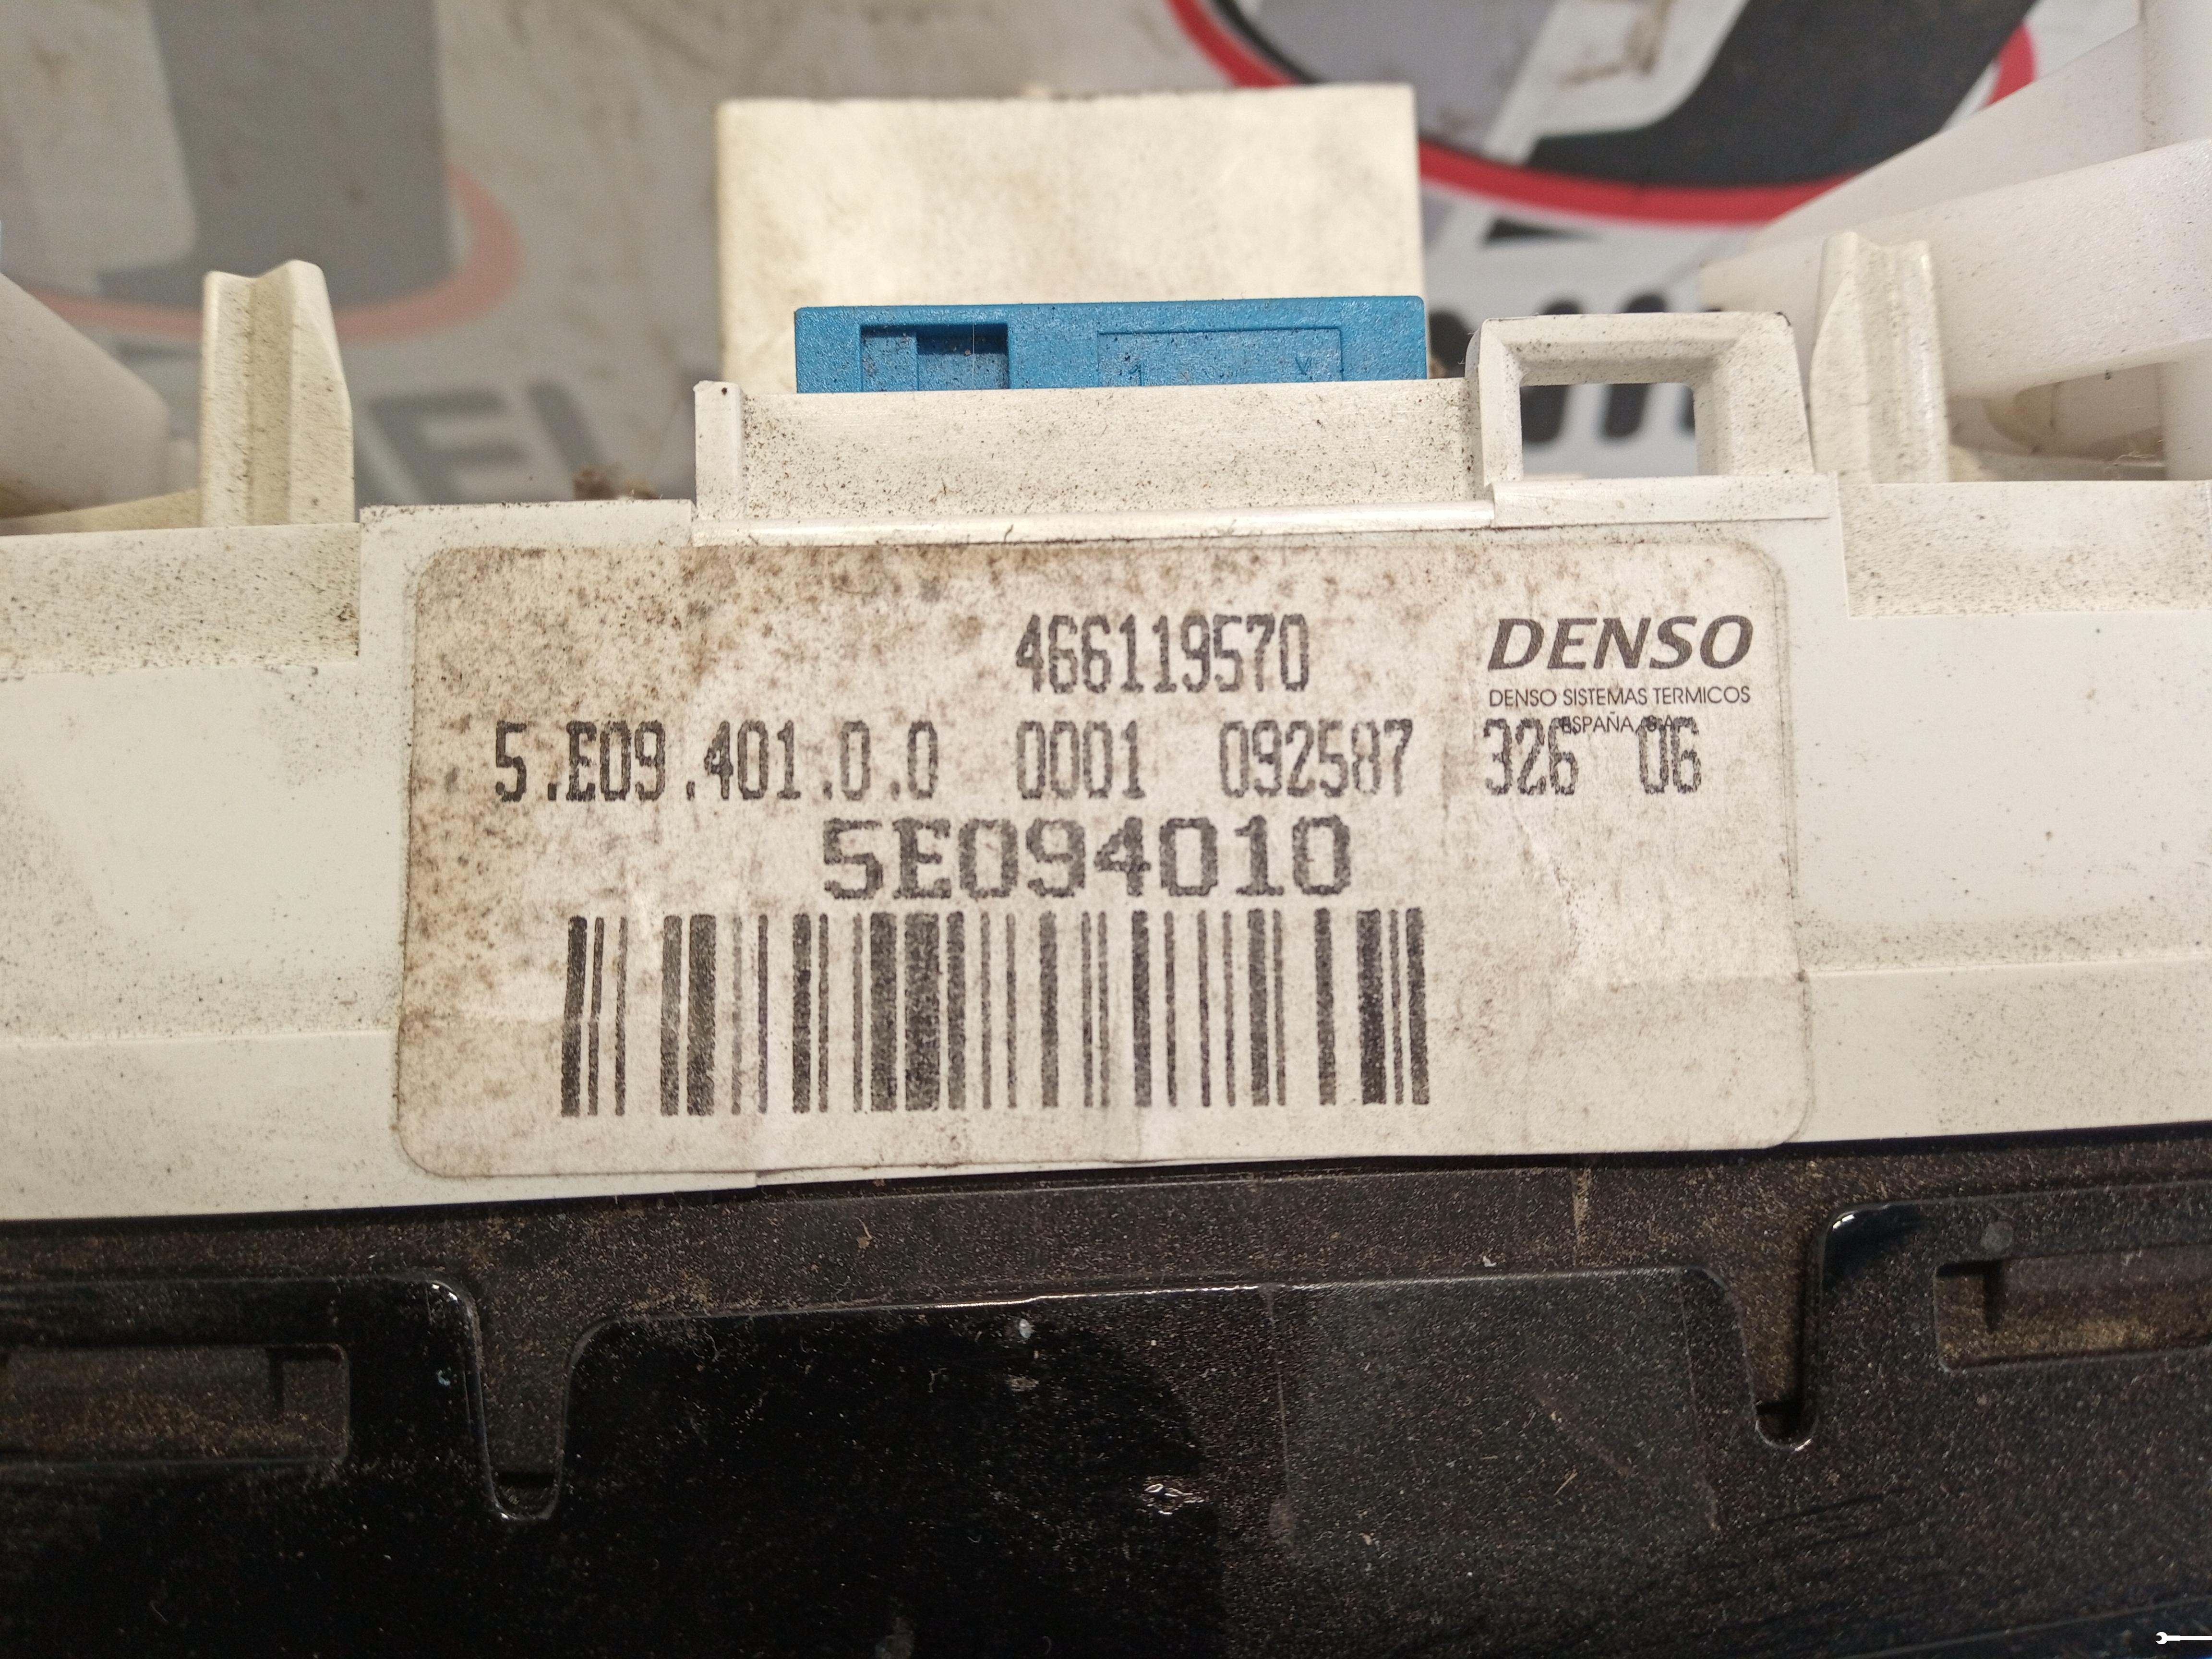 466119570
DENSO
DENSO SISTEMAS TERMICOS
ESPAÑA, S.A.
5.E09.401.0.0 0001 092587 326 06
5E094010